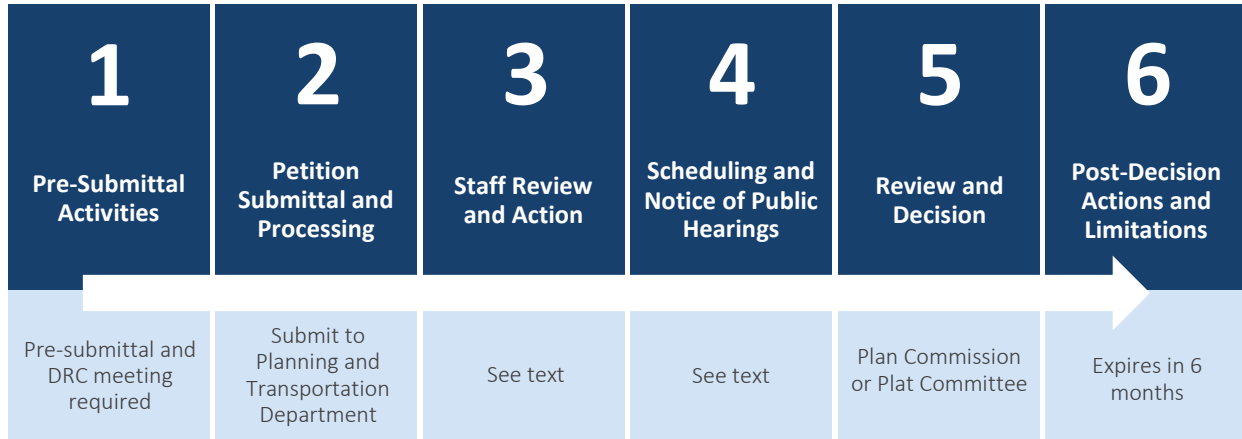 1
Pre-Submittal
Activities
Pre-submittal and
DRC meeting
required
2
Petition
Submittal and
Processing
Submit to
Planning and
Transportation
Department
3
Staff Review
and Action
See text
4
Scheduling and
Notice of Public
Hearings
See text
5
Review and
Decision
Plan Commission
or Plat Committee
6
Post-Decision
Actions and
Limitations
Expires in 6
months